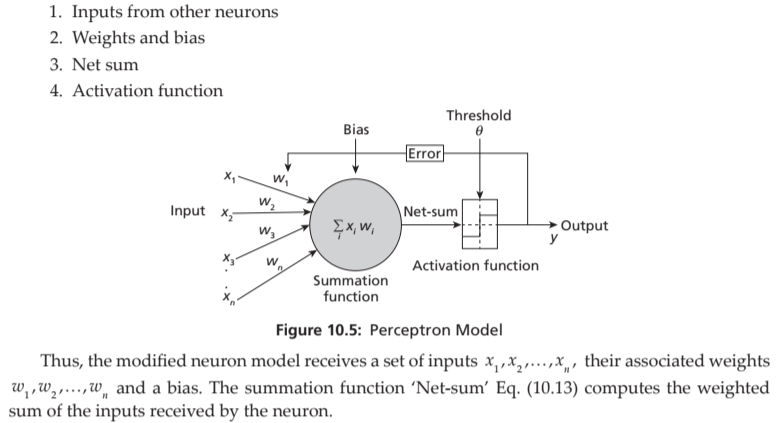 1. Inputs from other neurons
2. Weights and bias
3. Net sum
4. Activation function
Threshold
θ
Bias
Error
x₁
w₁
w₂
Input x₂
w₃
x₃
wₙ
xₙ
∑ᵢ xᵢ wᵢ
Net-sum
Output
y
Activation function
Summation
function
Figure 10.5: Perceptron Model
Thus, the modified neuron model receives a set of inputs x₁,x₂,…,xₙ, their associated weights
w₁,w₂,…,wₙ and a bias. The summation function ‘Net-sum’ Eq. (10.13) computes the weighted
sum of the inputs received by the neuron.